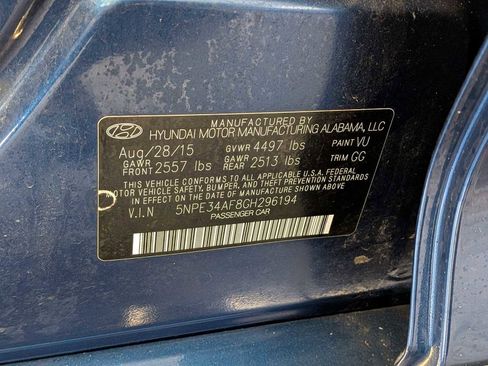 MANUFACTURED BY
HYUNDAI MOTOR MANUFACTURING ALABAMA, LLC
Aug/28/15 GVWR 4497 lbs PAINT VU
GAWR FRONT 2557 lbs GAWR REAR 2513 lbs TRIM GG
THIS VEHICLE CONFORMS TO ALL APPLICABLE U.S. FEDERAL
MOTOR VEHICLE SAFETY, BUMPER, AND THEFT PREVENTION STANDARDS
IN EFFECT ON THE DATE OF MANUFACTURE SHOWN ABOVE.
V.I.N 5NPE34AF8GH296194
PASSENGER CAR